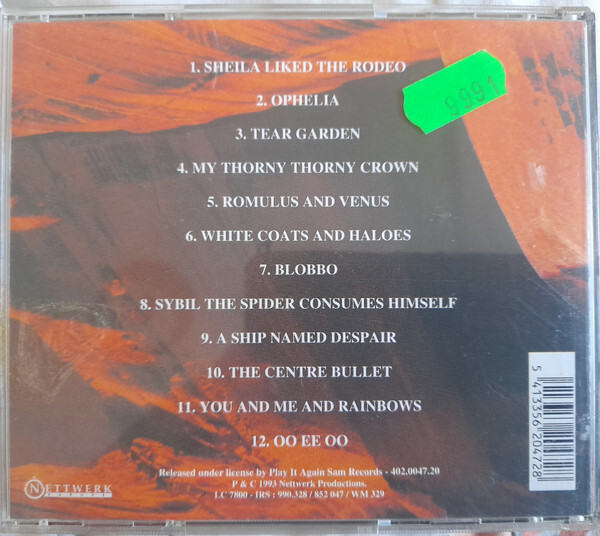 1. SHEILA LIKED THE RODEO
9991
2. OPHELIA
3. TEAR GARDEN
4. MY THORNY THORNY CROWN
5. ROMULUS AND VENUS
6. WHITE COATS AND HALOES
7. BLOBBO
8. SYBIL THE SPIDER CONSUMES HIMSELF
9. A SHIP NAMED DESPAIR
10. THE CENTRE BULLET
11. YOU AND ME AND RAINBOWS
12. OO EE OO
5 413356 204728
Released under license by Play It Again Sam Records - 402.0047.20
P & C 1993 Nettwerk Productions.
LC 7800 - IRS : 990.328 / 852 047 / WM 329
NETTWERK
EUROPE